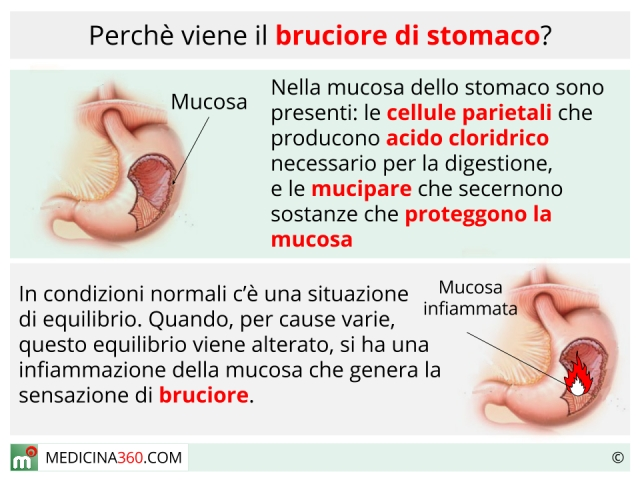 Perchè viene il bruciore di stomaco?
Mucosa
Nella mucosa dello stomaco sono
presenti: le cellule parietali che
producono acido cloridrico
necessario per la digestione,
e le mucipare che secernono
sostanze che proteggono la
mucosa
In condizioni normali c’è una situazione
di equilibrio. Quando, per cause varie,
questo equilibrio viene alterato, si ha una
infiammazione della mucosa che genera la
sensazione di bruciore.
Mucosa
infiammata
m MEDICINA360.COM
©